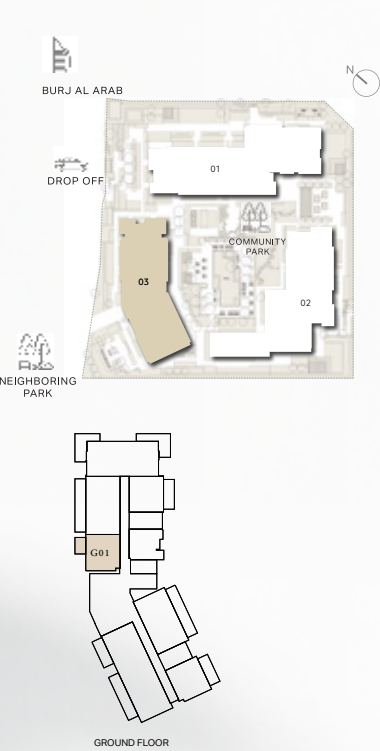 N
BURJ AL ARAB
DROP OFF
01
COMMUNITY
PARK
03
02
NEIGHBORING
PARK
G01
GROUND FLOOR